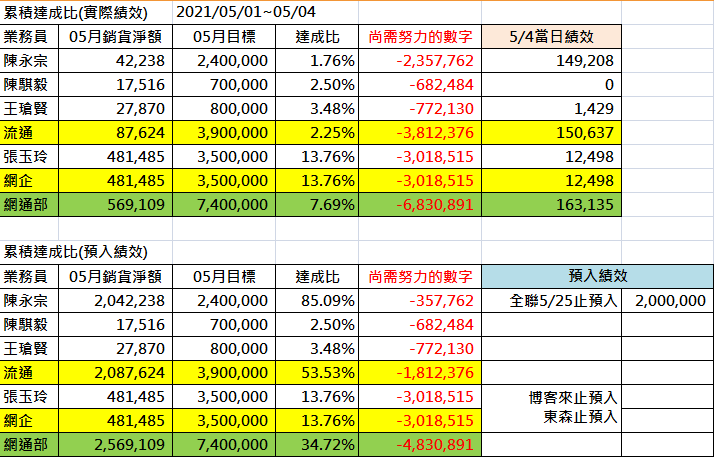 累積達成比(實際績效) 2021/05/01~05/04
業務員 05月銷貨淨額 05月目標 達成比 尚需努力的數字 5/4當日績效
陳永宗 42,238 2,400,000 1.76% -2,357,762 149,208
陳騏毅 17,516 700,000 2.50% -682,484 0
王瑲賢 27,870 800,000 3.48% -772,130 1,429
流通 87,624 3,900,000 2.25% -3,812,376 150,637
張玉玲 481,485 3,500,000 13.76% -3,018,515 12,498
網企 481,485 3,500,000 13.76% -3,018,515 12,498
網通部 569,109 7,400,000 7.69% -6,830,891 163,135
累積達成比(預入績效)
業務員 05月銷貨淨額 05月目標 達成比 尚需努力的數字 預入績效
陳永宗 2,042,238 2,400,000 85.09% -357,762 全聯5/25止預入 2,000,000
陳騏毅 17,516 700,000 2.50% -682,484
王瑲賢 27,870 800,000 3.48% -772,130
流通 2,087,624 3,900,000 53.53% -1,812,376
張玉玲 481,485 3,500,000 13.76% -3,018,515 博客來止預入
網企 481,485 3,500,000 13.76% -3,018,515 東森止預入
網通部 2,569,109 7,400,000 34.72% -4,830,891